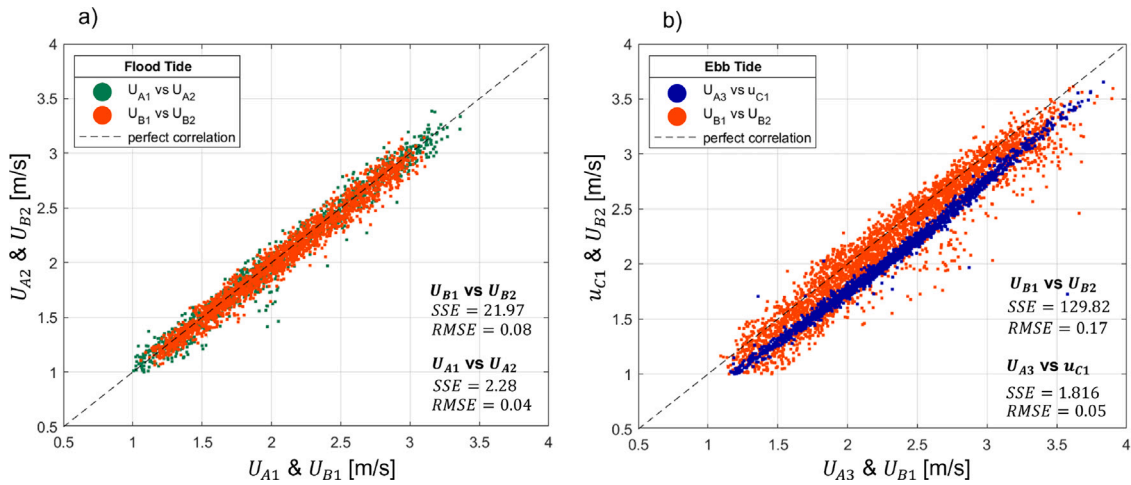 a)
4
3.5
3
2.5
2
1.5
1
0.5
U_A2 & U_B2 [m/s]
Flood Tide
U_A1 vs U_A2
U_B1 vs U_B2
perfect correlation
U_B1 vs U_B2
SSE = 21.97
RMSE = 0.08
U_A1 vs U_A2
SSE = 2.28
RMSE = 0.04
0.5 1 1.5 2 2.5 3 3.5 4
U_A1 & U_B1 [m/s]
b)
4
3.5
3
2.5
2
1.5
1
0.5
u_C1 & U_B2 [m/s]
Ebb Tide
U_A3 vs u_C1
U_B1 vs U_B2
perfect correlation
U_B1 vs U_B2
SSE = 129.82
RMSE = 0.17
U_A3 vs u_C1
SSE = 1.816
RMSE = 0.05
0.5 1 1.5 2 2.5 3 3.5 4
U_A3 & U_B1 [m/s]